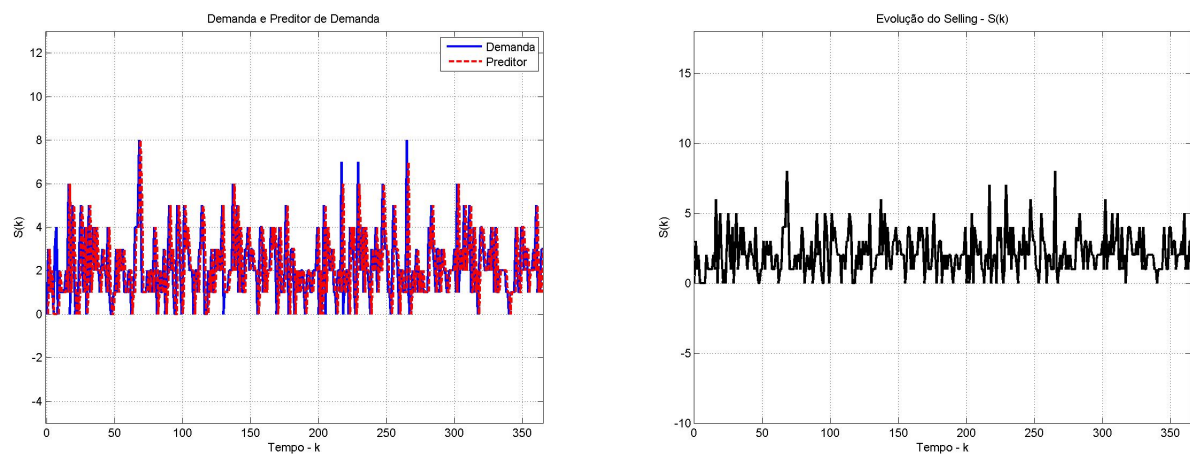 Demanda e Preditor de Demanda
Demanda
Preditor
12
10
8
6
4
2
0
-2
-4
S(k)
0 50 100 150 200 250 300 350
Tempo - k
Evolução do Selling - S(k)
15
10
5
0
-5
-10
S(k)
0 50 100 150 200 250 300 350
Tempo - k